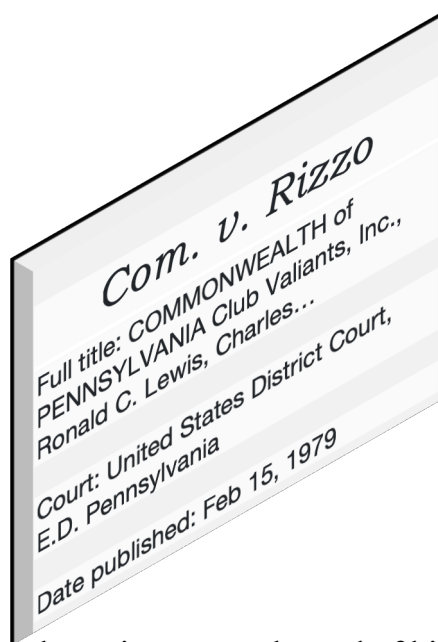 Com. v. Rizzo
Full title: COMMONWEALTH of
PENNSYLVANIA Club Valiants, Inc.,
Ronald C. Lewis, Charles…
Court: United States District Court,
E.D. Pennsylvania
Date published: Feb 15, 1979